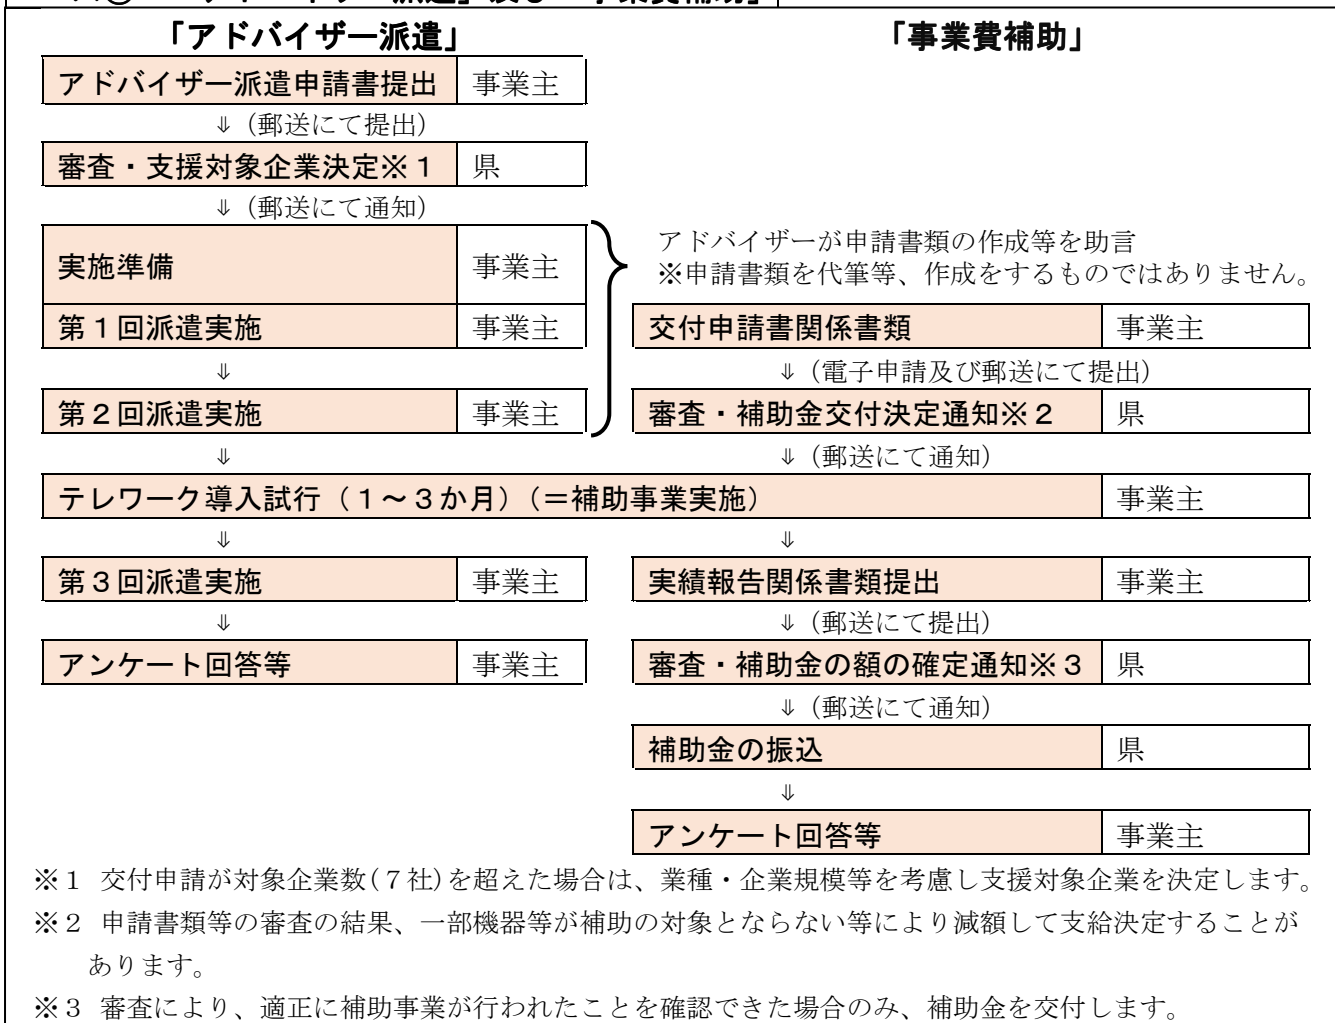 「アドバイザー派遣」
「事業費補助」
アドバイザー派遣申請書提出 事業主
⇓（郵送にて提出）
審査・支援対象企業決定※１ 県
⇓（郵送にて通知）
実施準備 事業主
アドバイザーが申請書類の作成等を助言
※申請書類を代筆等、作成をするものではありません。
第１回派遣実施 事業主
交付申請書関係書類 事業主
⇓
⇓（電子申請及び郵送にて提出）
第２回派遣実施 事業主
審査・補助金交付決定通知※２ 県
⇓
⇓（郵送にて通知）
テレワーク導入試行（１～３か月）（＝補助事業実施） 事業主
⇓
⇓
第３回派遣実施 事業主
実績報告関係書類提出 事業主
⇓
⇓（郵送にて提出）
アンケート回答等 事業主
審査・補助金の額の確定通知※３ 県
⇓（郵送にて通知）
補助金の振込 県
⇓
アンケート回答等 事業主
※１ 交付申請が対象企業数（７社）を超えた場合は、業種・企業規模等を考慮し支援対象企業を決定します。
※２ 申請書類等の審査の結果、一部機器等が補助の対象とならない等により減額して支給決定することが
あります。
※３ 審査により、適正に補助事業が行われたことを確認できた場合のみ、補助金を交付します。